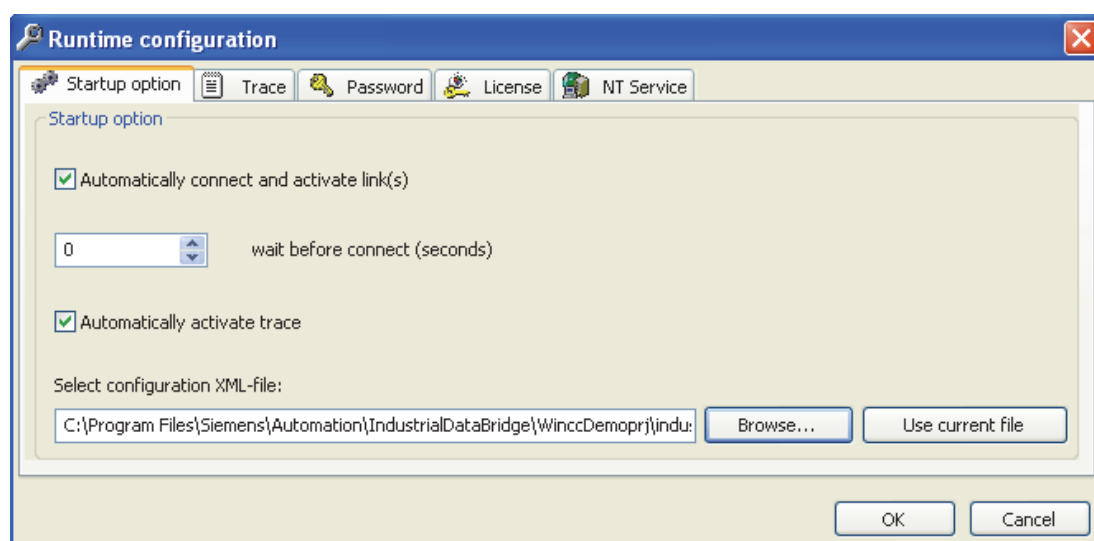 Runtime configuration
Startup option Trace Password License NT Service
Startup option
Automatically connect and activate link(s)
0 wait before connect (seconds)
Automatically activate trace
Select configuration XML-file:
C:\Program Files\Siemens\Automation\IndustrialDataBridge\WinccDemoprj\indu Browse... Use current file
OK Cancel